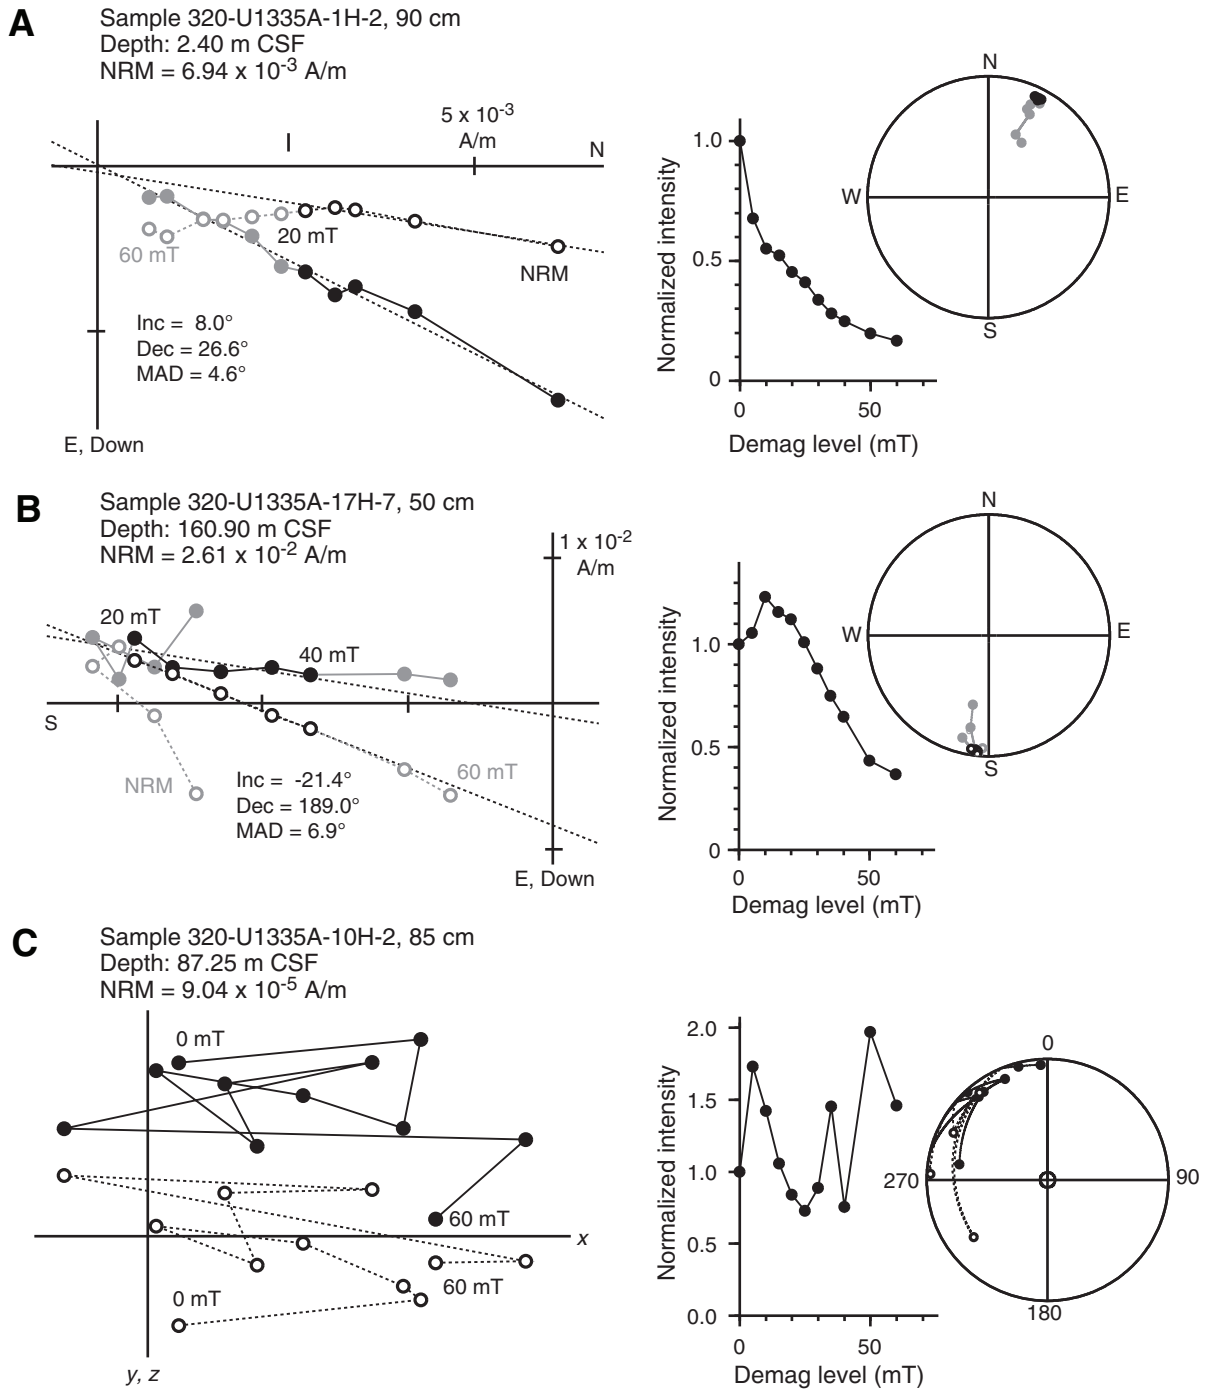 A
Sample 320-U1335A-1H-2, 90 cm
Depth: 2.40 m CSF
NRM = 6.94 x 10-3 A/m
5 x 10-3
A/m
N
20 mT
60 mT
NRM
Inc = 8.0°
Dec = 26.6°
MAD = 4.6°
E, Down
Normalized intensity
1.0
0.5
0
0
50
Demag level (mT)
N
W
E
S
B
Sample 320-U1335A-17H-7, 50 cm
Depth: 160.90 m CSF
NRM = 2.61 x 10-2 A/m
1 x 10-2
A/m
20 mT
40 mT
S
NRM
60 mT
Inc = -21.4°
Dec = 189.0°
MAD = 6.9°
E, Down
Normalized intensity
1.0
0.5
0
0
50
Demag level (mT)
N
W
E
S
C
Sample 320-U1335A-10H-2, 85 cm
Depth: 87.25 m CSF
NRM = 9.04 x 10-5 A/m
0 mT
60 mT
x
60 mT
0 mT
y, z
Normalized intensity
2.0
1.5
1.0
0.5
0.0
0
50
Demag level (mT)
0
270
90
180